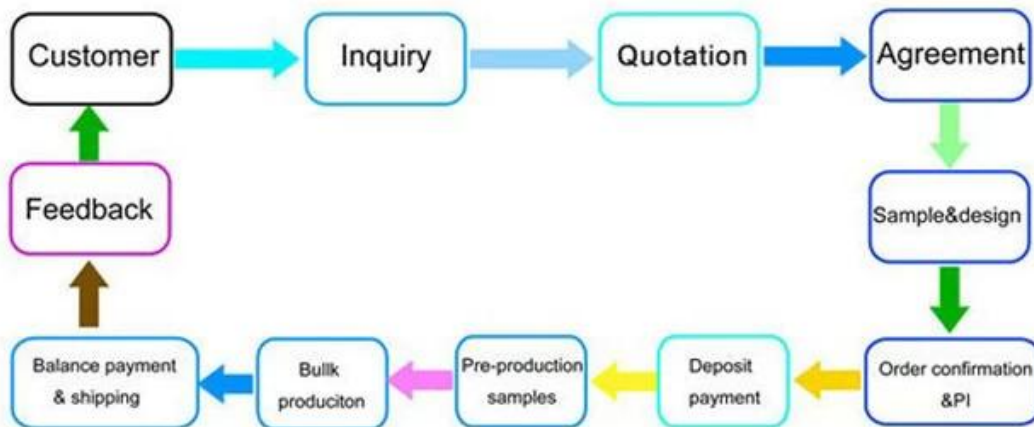 Customer
Inquiry
Quotation
Agreement
Sample&design
Order confirmation
&PI
Deposit
payment
Pre-production
samples
Bullk
produciton
Balance payment
& shipping
Feedback